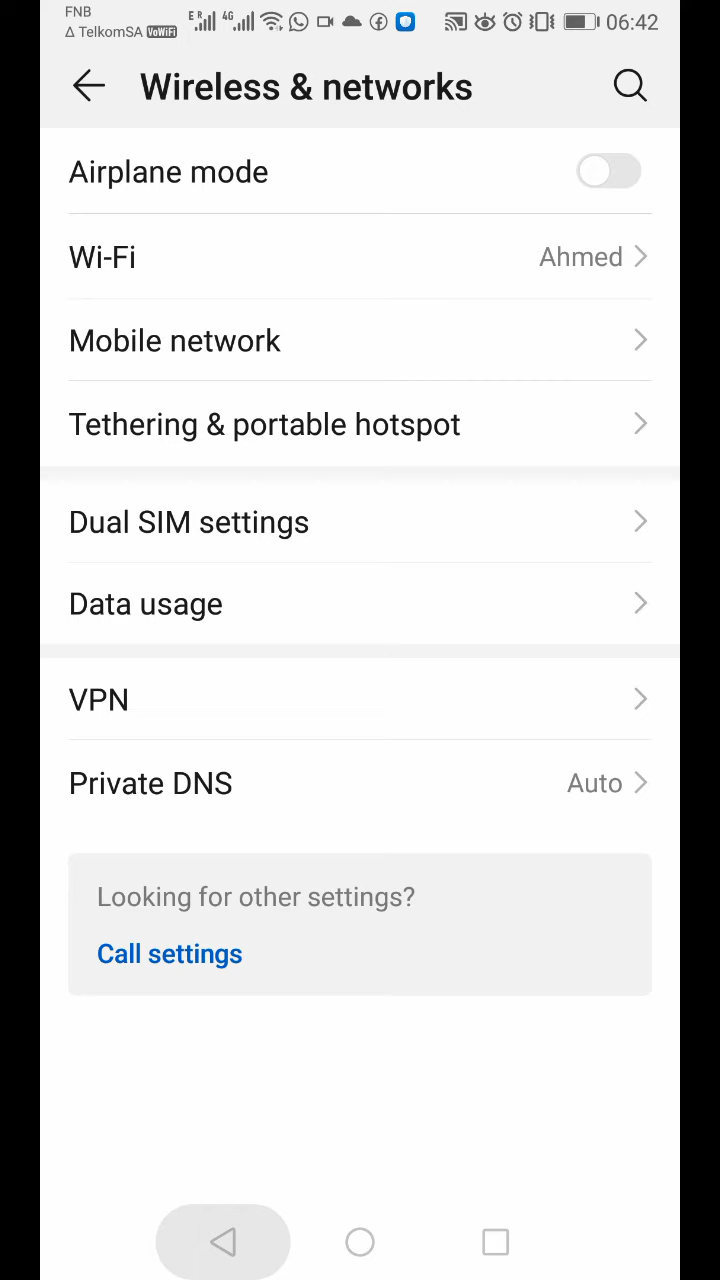 FNB
Δ TelkomSA VoWiFi
E R 4G 06:42
Wireless & networks
Airplane mode
Wi-Fi Ahmed
Mobile network
Tethering & portable hotspot
Dual SIM settings
Data usage
VPN
Private DNS Auto
Looking for other settings?
Call settings